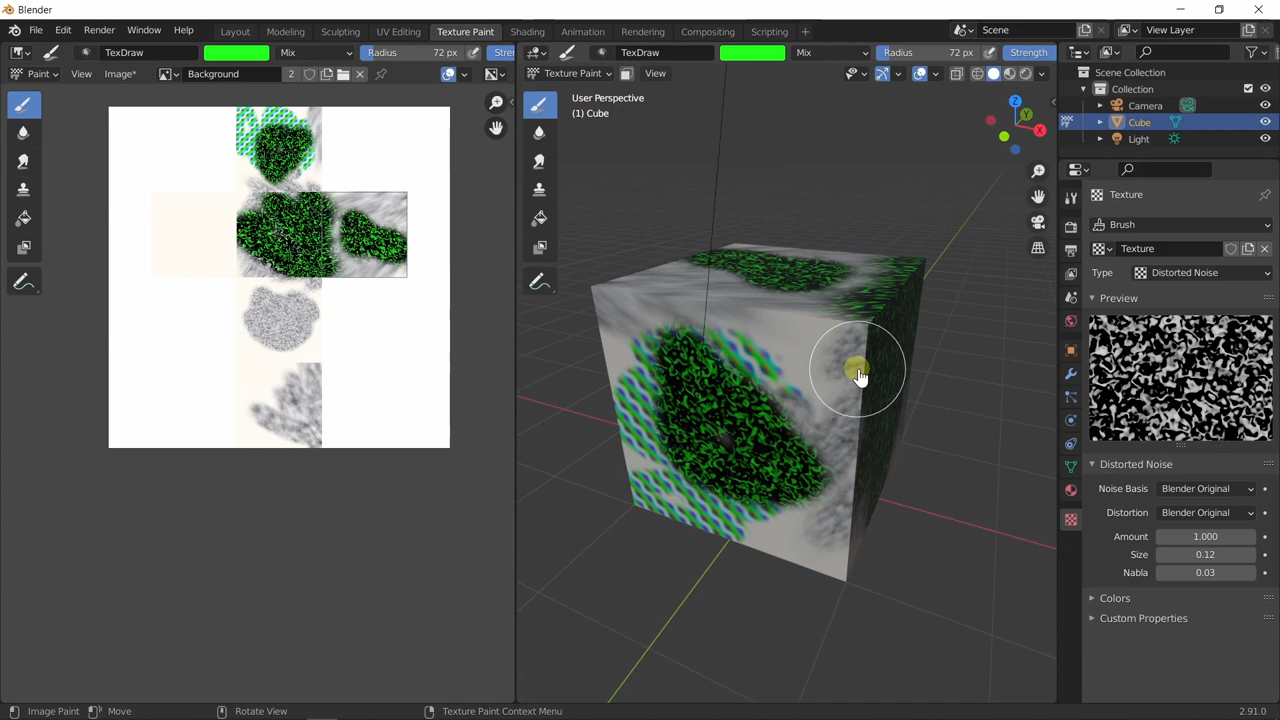 Blender
File Edit Render Window Help Layout Modeling Sculpting UV Editing Texture Paint Shading Animation Rendering Compositing Scripting + Scene View Layer
TexDraw Mix Radius 72 px Stren
TexDraw Mix Radius 72 px Strength
Paint View Image* Background 2
Texture Paint View
User Perspective
(1) Cube
Z
Y
X
Scene Collection
Collection
Camera
Cube
Light
Texture
Brush
Texture
Type Distorted Noise
Preview
Distorted Noise
Noise Basis Blender Original
Distortion Blender Original
Amount 1.000
Size 0.12
Nabla 0.03
Colors
Custom Properties
Image Paint Move Rotate View Texture Paint Context Menu 2.91.0